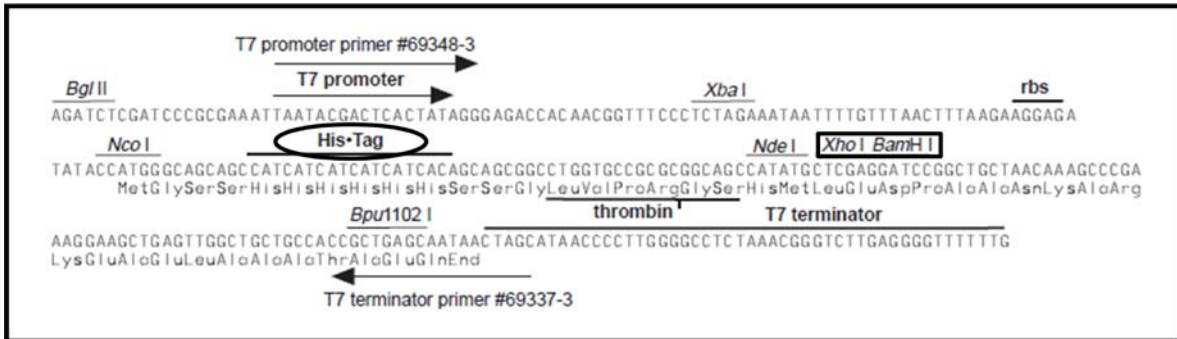 T7 promoter primer #69348-3
Bgl II T7 promoter Xba I rbs
AGATCTCGATCCCGCGAAATTAATACGACTCACTATAGGGAGACCACAACGGTTTCCCTCTAGAAATAATTTTGTTTAACTTTAAGAAGGAGA
Nco I His•Tag Nde I Xho I BamH I
TATACCATGGGCAGCAGCCATCATCATCATCATCACAGCAGCGGCCTGGTGCCGCGCGGCAGCCATATGCTCGAGGATCCGGCTGCTAACAAAGCCCGA
MetGlySerSerHisHisHisHisHisHisSerSerGlyLeuValProArgGlySerHisMetLeuGluAspProAlaAlaAsnLysAlaArg
Bpu1102 I thrombin T7 terminator
AAGGAAGCTGAGTTGGCTGCTGCCACCGCTGAGCAATAACTAGCATAACCCCTTGGGGCCTCTAAACGGGTCTTGAGGGGTTTTTTG
LysGluAlaGluLeuAlaAlaAlaThrAlaGluGlnEnd
T7 terminator primer #69337-3